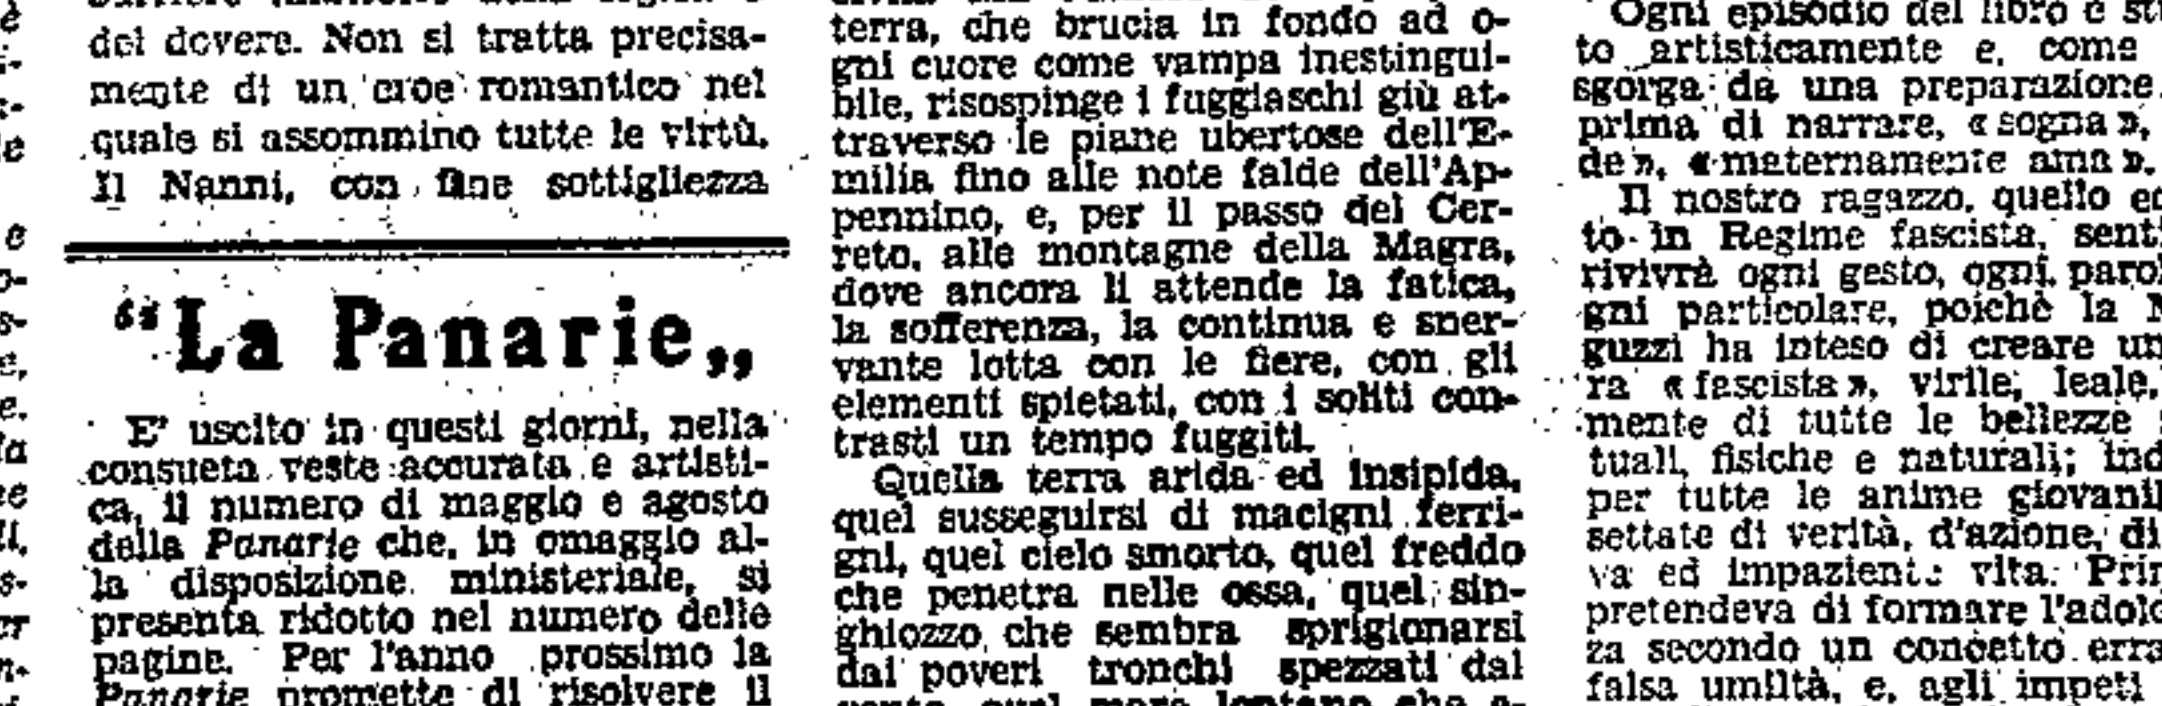 del dovere. Non si tratta precisa-
mente di un eroe romantico nel
quale si assommino tutte le virtù.
Il Nanni, con fine sottigliezza
“La Panarie„
E' uscito in questi giorni, nella
consueta veste accurata e artisti-
ca, il numero di maggio e agosto
della Panarie che, in omaggio al-
la disposizione ministeriale, si
presenta ridotto nel numero delle
pagine. Per l'anno prossimo la
Panarie promette di risolvere il
terra, che brucia in fondo ad o-
gni cuore come vampa inestingui-
bile, risospinge i fuggiaschi giù at-
traverso le piane ubertose dell'E-
milia fino alle note falde dell'Ap-
pennino, e, per il passo del Cer-
reto, alle montagne della Magra,
dove ancora li attende la fatica,
la sofferenza, la continua e sner-
vante lotta con le fiere, con gli
elementi spietati, con i soliti con-
trasti un tempo fuggiti.
Quella terra arida ed insipida,
quel susseguirsi di macigni ferri-
gni, quel cielo smorto, quel freddo
che penetra nelle ossa, quel sin-
ghiozzo che sembra sprigionarsi
dai poveri tronchi spezzati dal
Ogni episodio del libro è
to artisticamente e, come
sgorga da una preparazione
prima di narrare, « sogna »,
de », « maternamente ama ».
Il nostro ragazzo, quello
to in Regime fascista, senti
rivivrà ogni gesto, ogni parol
gni particolare, poichè la
guzzi ha inteso di creare un
ra « fascista », virile, leale,
mente di tutte le bellezze
tuali, fisiche e naturali; ind
per tutte le anime giovanil
settate di verità, d'azione, di
va ed impaziente vita. Prim
pretendeva di formare l'adole
za secondo un concetto erra
falsa umiltà, e, agli impeti